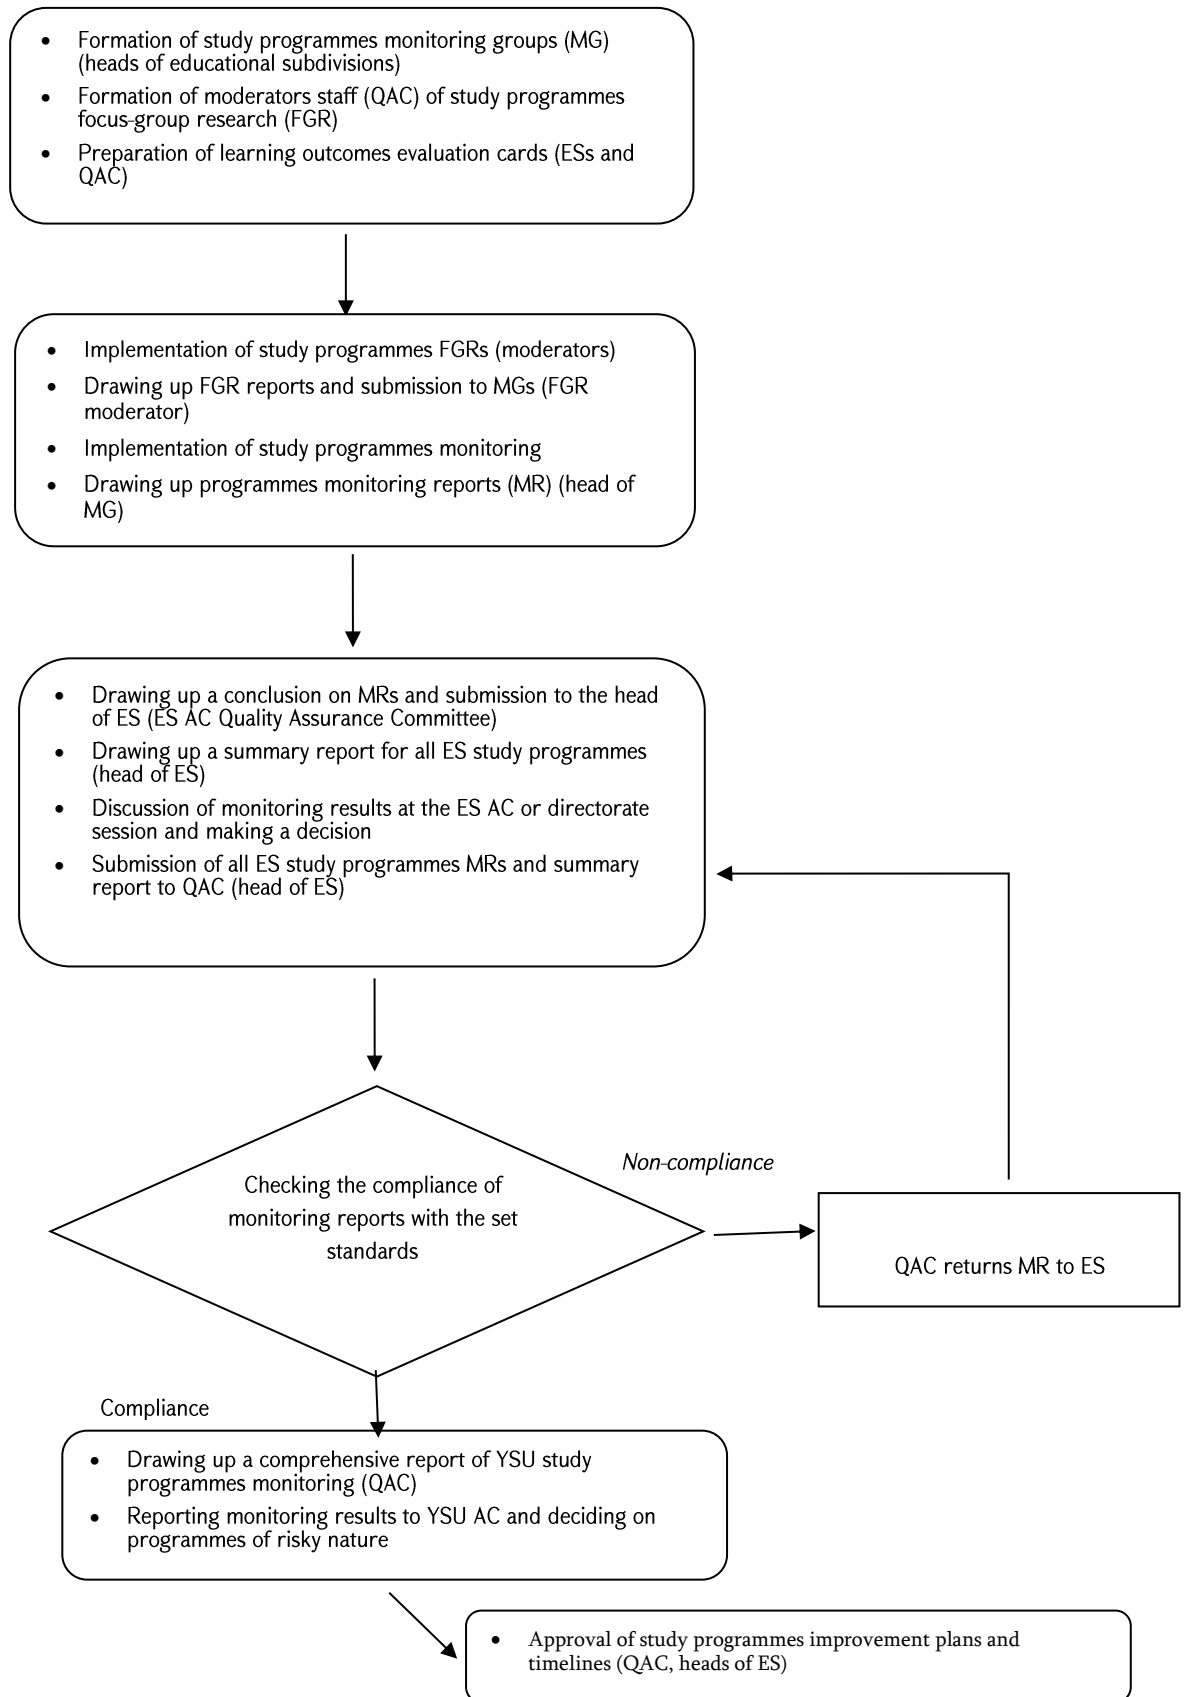 • Formation of study programmes monitoring groups (MG)
(heads of educational subdivisions)
• Formation of moderators staff (QAC) of study programmes
focus-group research (FGR)
• Preparation of learning outcomes evaluation cards (ESs and
QAC)
• Implementation of study programmes FGRs (moderators)
• Drawing up FGR reports and submission to MGs (FGR
moderator)
• Implementation of study programmes monitoring
• Drawing up programmes monitoring reports (MR) (head of
MG)
• Drawing up a conclusion on MRs and submission to the head
of ES (ES AC Quality Assurance Committee)
• Drawing up a summary report for all ES study programmes
(head of ES)
• Discussion of monitoring results at the ES AC or directorate
session and making a decision
• Submission of all ES study programmes MRs and summary
report to QAC (head of ES)
Checking the compliance of
monitoring reports with the set
standards
Non-compliance
QAC returns MR to ES
Compliance
• Drawing up a comprehensive report of YSU study
programmes monitoring (QAC)
• Reporting monitoring results to YSU AC and deciding on
programmes of risky nature
• Approval of study programmes improvement plans and
timelines (QAC, heads of ES)